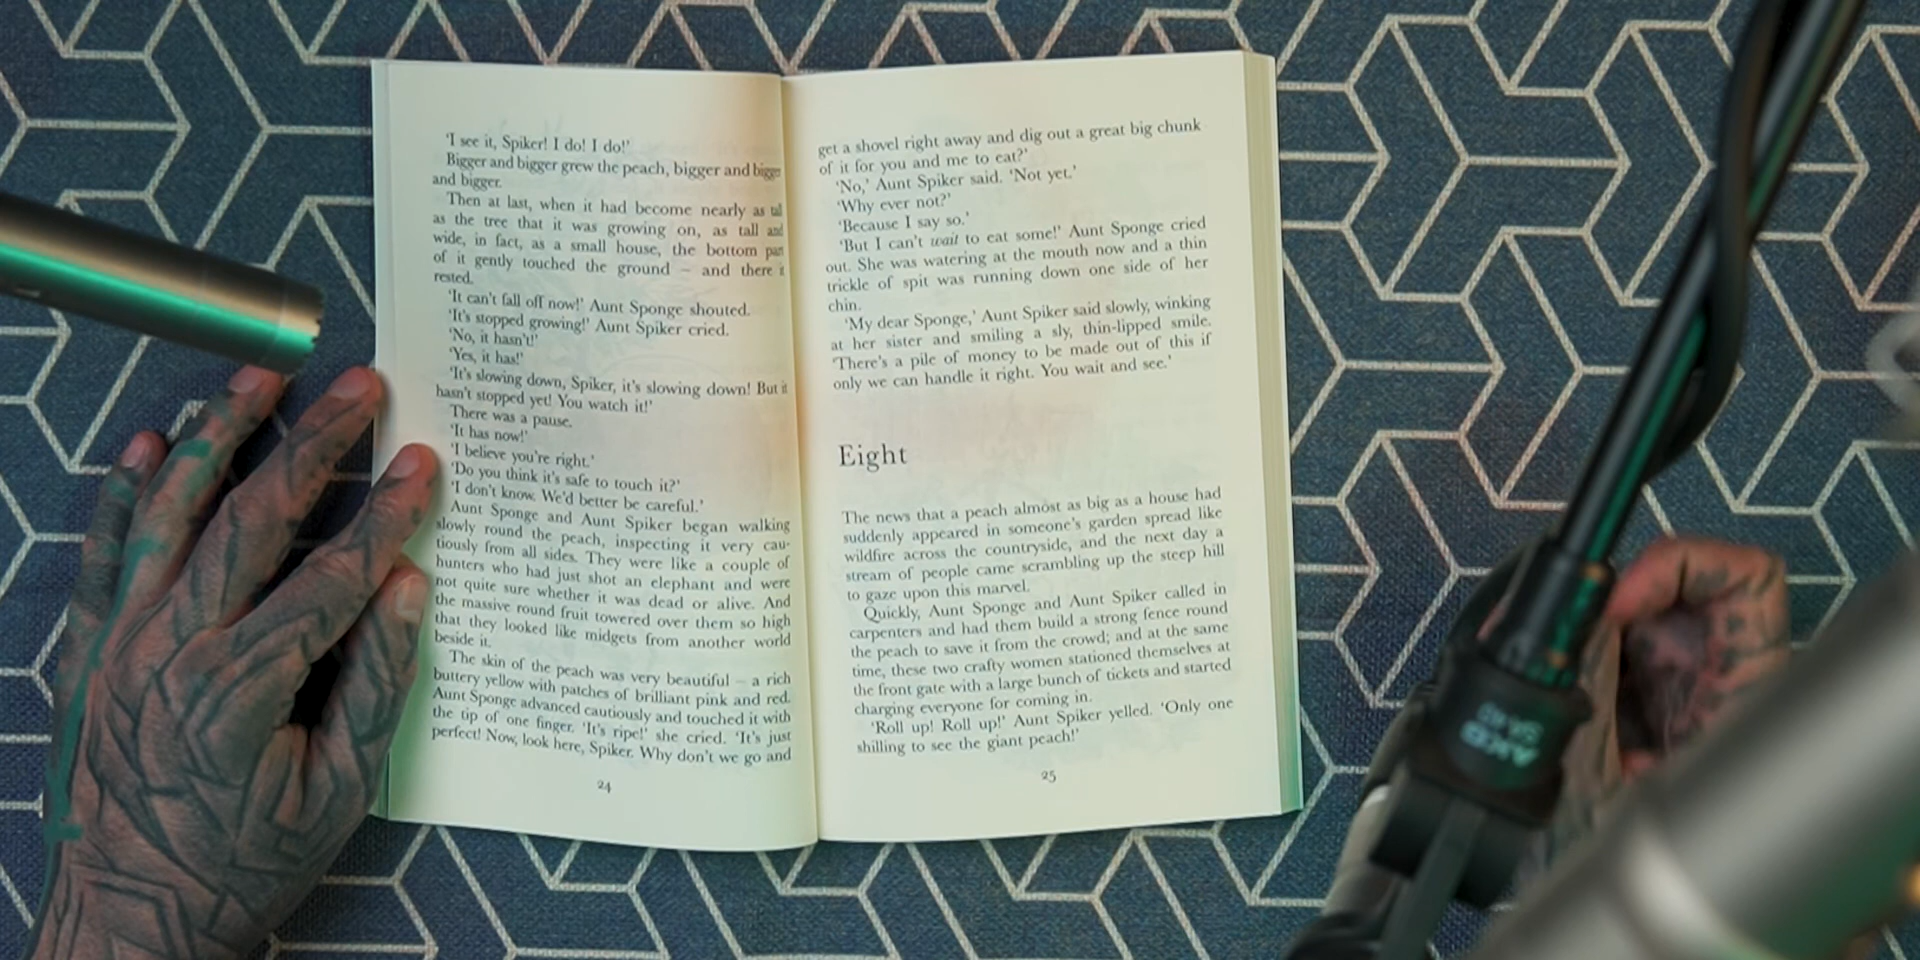 'I see it, Spiker! I do! I do!'
Bigger and bigger grew the peach, bigger and bigger
and bigger.
Then at last, when it had become nearly as tall
as the tree that it was growing on, as tall and
wide, in fact, as a small house, the bottom part
of it gently touched the ground – and there it
rested.
'It can't fall off now!' Aunt Sponge shouted.
'It's stopped growing!' Aunt Spiker cried.
'No, it hasn't!'
'Yes, it has!'
'It's slowing down, Spiker, it's slowing down! But it
hasn't stopped yet! You watch it!'
There was a pause.
'It has now!'
'I believe you're right.'
'Do you think it's safe to touch it?'
'I don't know. We'd better be careful.'
Aunt Sponge and Aunt Spiker began walking
slowly round the peach, inspecting it very cau-
tiously from all sides. They were like a couple of
hunters who had just shot an elephant and were
not quite sure whether it was dead or alive. And
the massive round fruit towered over them so high
that they looked like midgets from another world
beside it.
The skin of the peach was very beautiful – a rich
buttery yellow with patches of brilliant pink and red.
Aunt Sponge advanced cautiously and touched it with
the tip of one finger. 'It's ripe!' she cried. 'It's just
perfect! Now, look here, Spiker. Why don't we go and
24
get a shovel right away and dig out a great big chunk
of it for you and me to eat?'
'No,' Aunt Spiker said. 'Not yet.'
'Why ever not?'
'Because I say so.'
'But I can't wait to eat some!' Aunt Sponge cried
out. She was watering at the mouth now and a thin
trickle of spit was running down one side of her
chin.
'My dear Sponge,' Aunt Spiker said slowly, winking
at her sister and smiling a sly, thin-lipped smile.
'There's a pile of money to be made out of this if
only we can handle it right. You wait and see.'
Eight
The news that a peach almost as big as a house had
suddenly appeared in someone's garden spread like
wildfire across the countryside, and the next day a
stream of people came scrambling up the steep hill
to gaze upon this marvel.
Quickly, Aunt Sponge and Aunt Spiker called in
carpenters and had them build a strong fence round
the peach to save it from the crowd; and at the same
time, these two crafty women stationed themselves at
the front gate with a large bunch of tickets and started
charging everyone for coming in.
'Roll up! Roll up!' Aunt Spiker yelled. 'Only one
shilling to see the giant peach!'
25